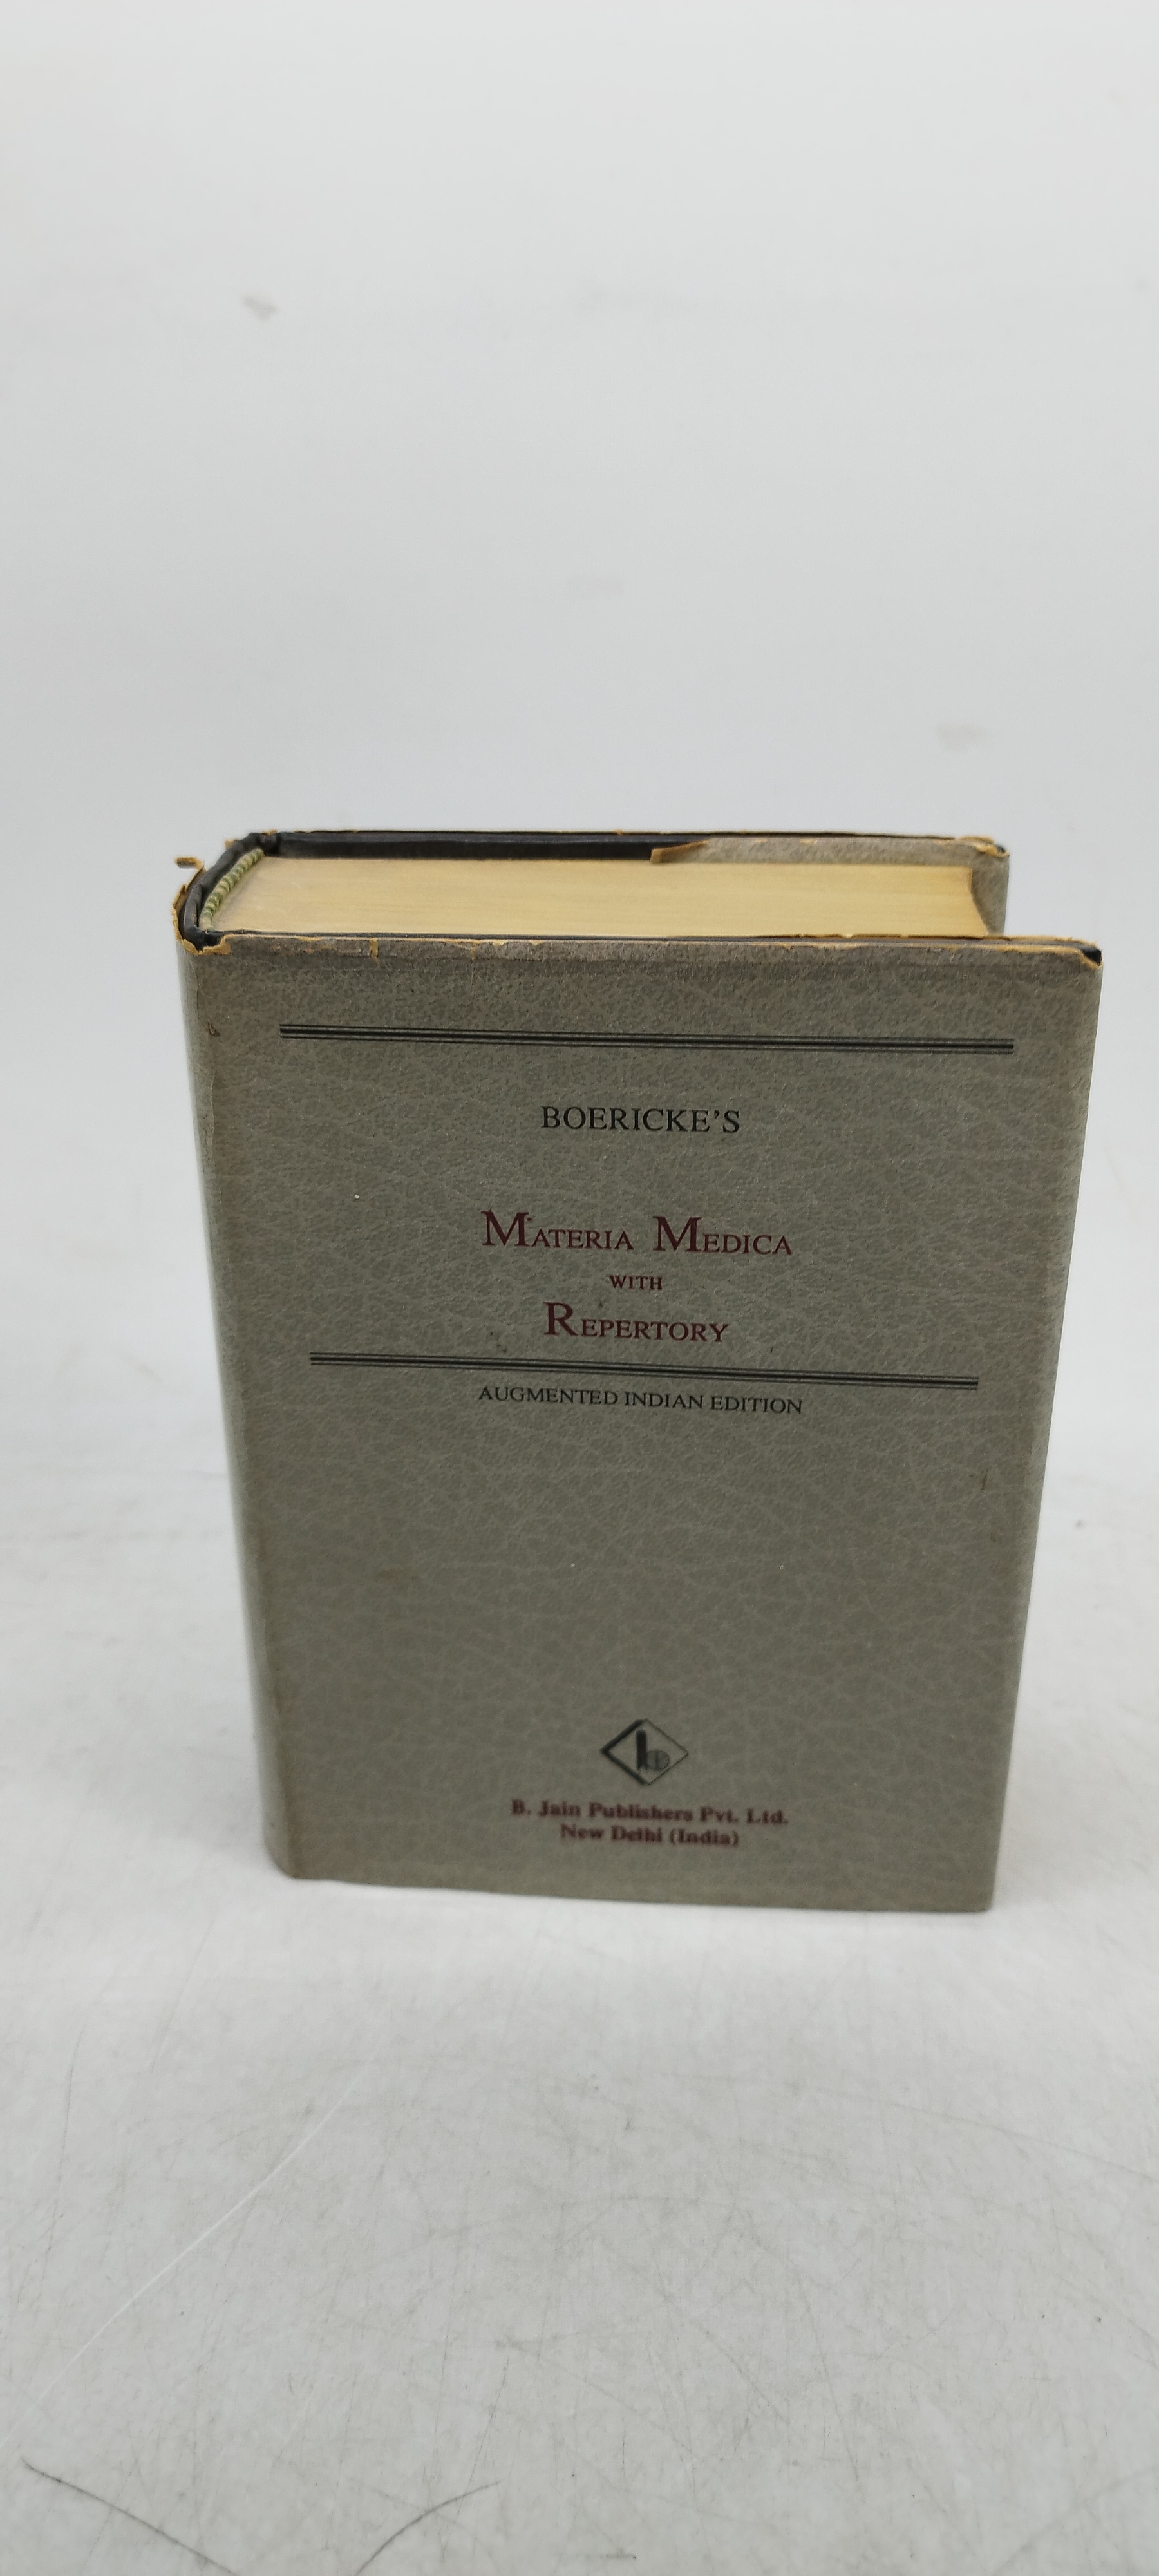 BOERICKE'S
MATERIA MEDICA
WITH
REPERTORY
AUGMENTED INDIAN EDITION
B. Jain Publishers Pvt. Ltd.
New Delhi (India)